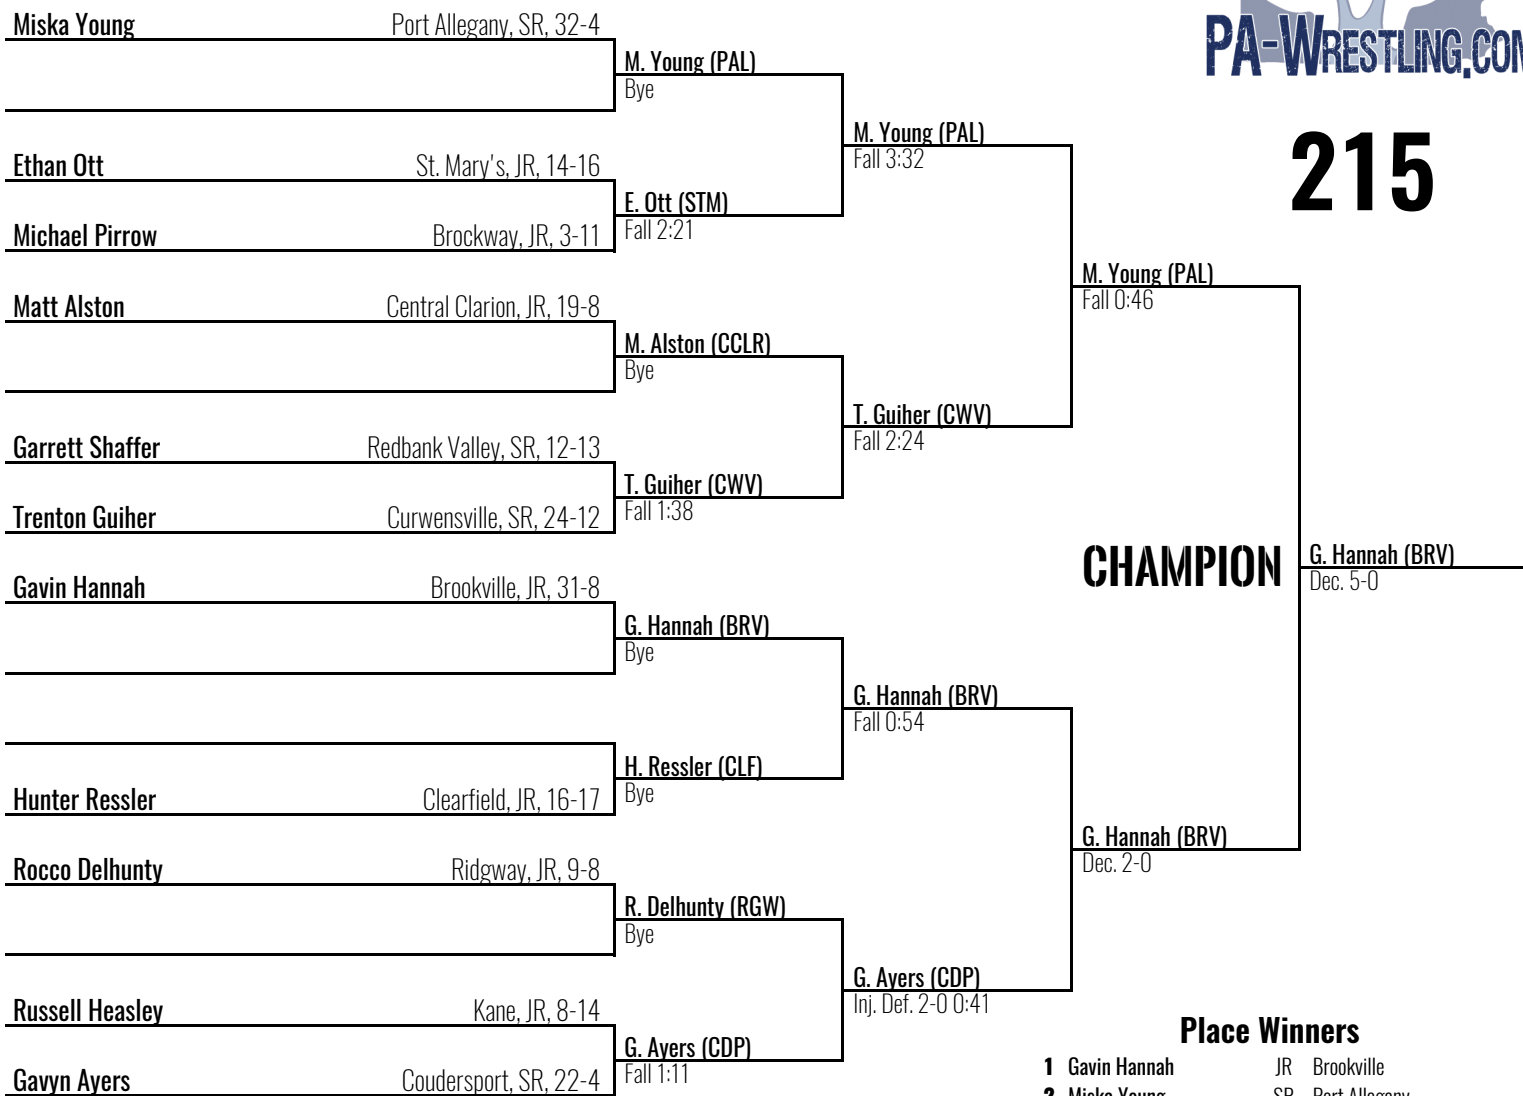 Miska Young Port Allegany, SR, 32-4
M. Young (PAL)
Bye
Ethan Ott St. Mary's, JR, 14-16
E. Ott (STM)
Fall 2:21
Michael Pirrow Brockway, JR, 3-11
M. Young (PAL)
Fall 3:32
Matt Alston Central Clarion, JR, 19-8
M. Alston (CCLR)
Bye
Garrett Shaffer Redbank Valley, SR, 12-13
T. Guiher (CWV)
Fall 1:38
Trenton Guiher Curwensville, SR, 24-12
T. Guiher (CWV)
Fall 2:24
M. Young (PAL)
Fall 0:46
Gavin Hannah Brookville, JR, 31-8
G. Hannah (BRV)
Bye
H. Ressler (CLF)
Bye
Hunter Ressler Clearfield, JR, 16-17
G. Hannah (BRV)
Fall 0:54
Rocco Delhunty Ridgway, JR, 9-8
R. Delhunty (RGW)
Bye
Russell Heasley Kane, JR, 8-14
G. Ayers (CDP)
Fall 1:11
Gavyn Ayers Coudersport, SR, 22-4
G. Ayers (CDP)
Inj. Def. 2-0 0:41
G. Hannah (BRV)
Dec. 2-0
CHAMPION
G. Hannah (BRV)
Dec. 5-0
PA-WRESTLING.COM
215
Place Winners
1 Gavin Hannah JR Brookville
2 Miska Young SR Port Allegany